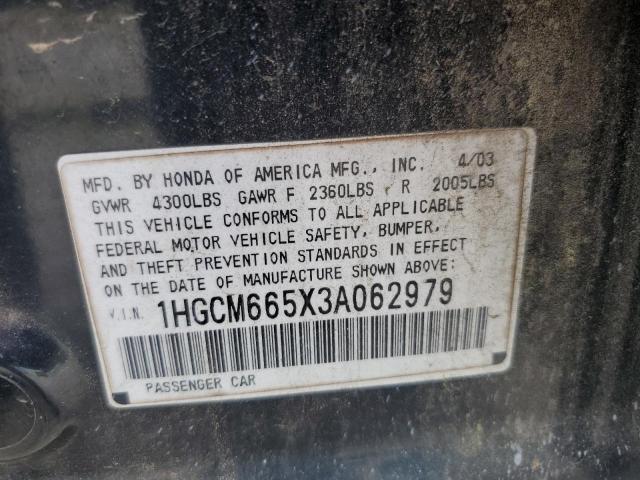 MFD. BY HONDA OF AMERICA MFG., INC. 4/03
GVWR 4300LBS GAWR F 2360LBS R 2005LBS
THIS VEHICLE CONFORMS TO ALL APPLICABLE
FEDERAL MOTOR VEHICLE SAFETY, BUMPER,
AND THEFT PREVENTION STANDARDS IN EFFECT
ON THE DATE OF MANUFACTURE SHOWN ABOVE:
V.I.N. 1HGCM665X3A062979
PASSENGER CAR